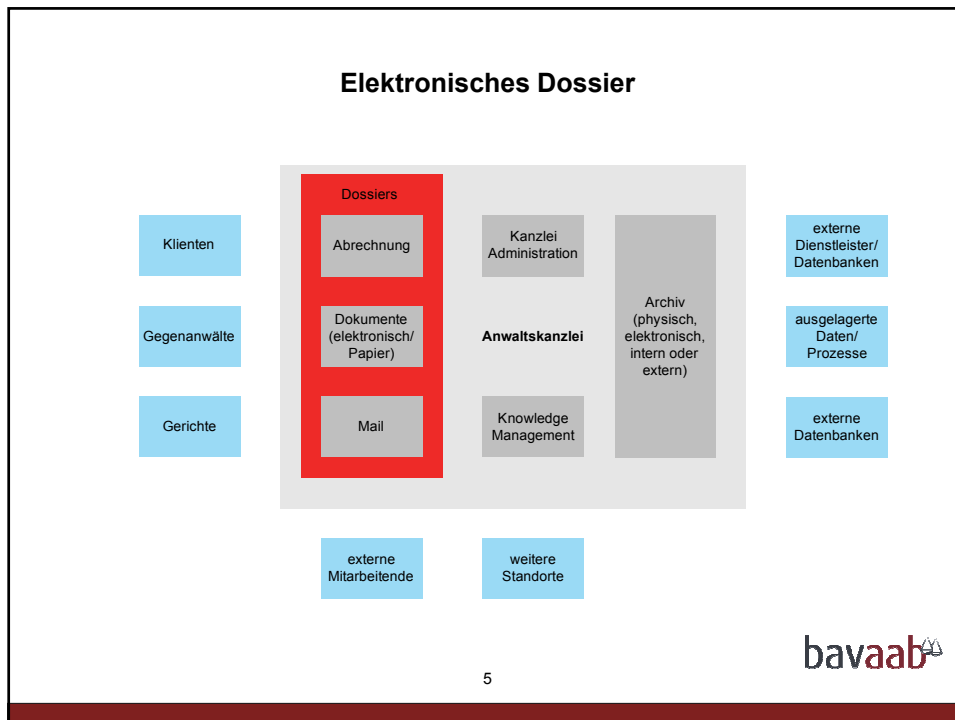 Elektronisches Dossier
Dossiers
Klienten
Abrechnung
Kanzlei
Administration
externe
Dienstleister/
Datenbanken
Gegenanwälte
Dokumente
(elektronisch/
Papier)
Anwaltskanzlei
Archiv
(physisch,
elektronisch,
intern oder
extern)
ausgelagerte
Daten/
Prozesse
Gerichte
Mail
Knowledge
Management
externe
Datenbanken
externe
Mitarbeitende
weitere
Standorte
bavaab
5